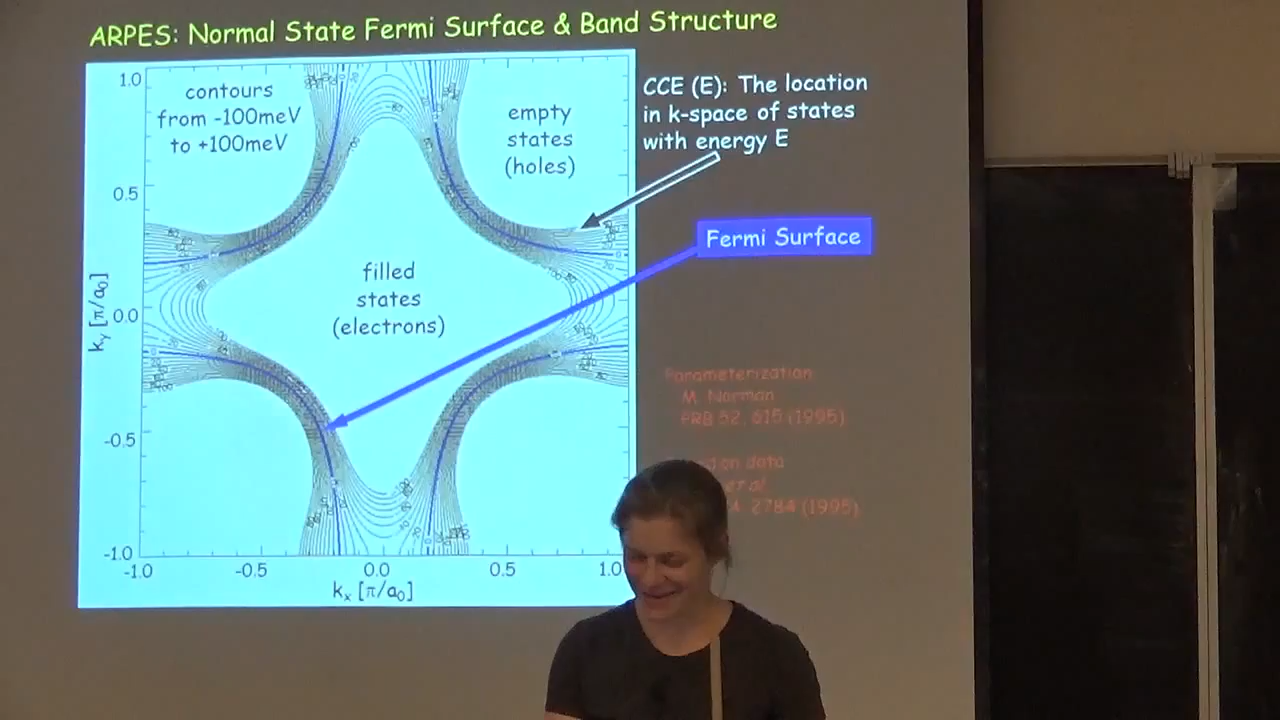 ARPES: Normal State Fermi Surface & Band Structure
contours
from -100meV
to +100meV
empty
states
(holes)
CCE (E): The location
in k-space of states
with energy E
Fermi Surface
filled
states
(electrons)
Parameterization
M. Norman
PRB 52, 615 (1995)
on data
et al
2784 (1995)
1.0
0.5
0.0
-0.5
-1.0
ky [π/a0]
-1.0 -0.5 0.0 0.5 1.0
kx [π/a0]